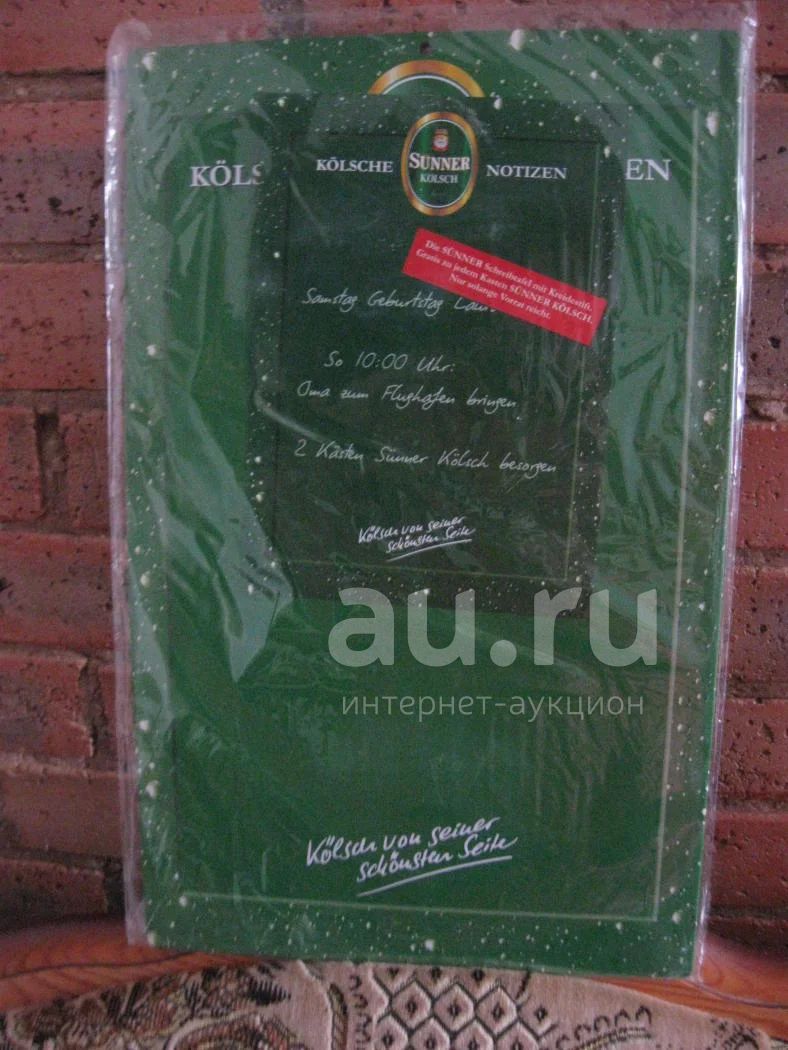 KÖLS
EN
KÖLSCHE
SÜNNER
KÖLSCH
NOTIZEN
Die SÜNNER Schreibtafel mit Kreidestift.
Gratis zu jedem Kasten SÜNNER KÖLSCH.
Nur solange Vorrat reicht.
Samstag Geburtstag
So 10:00 Uhr:
Oma zum Flughafen bringen
2 Kästen Sünner Kölsch besorgen
Kölsch von seiner
schönsten Seite
au.ru
интернет-аукцион
Kölsch von seiner
schönsten Seite